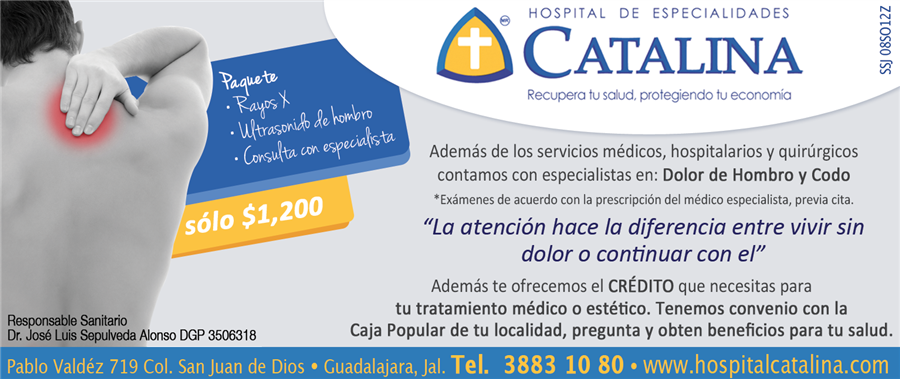 HOSPITAL DE ESPECIALIDADES
CATALINA
Recupera tu salud, protegiendo tu economía
SSJ 08SO12Z
Paquete
• Rayos X
• Ultrasonido de hombro
• Consulta con especialista
sólo $1,200
Además de los servicios médicos, hospitalarios y quirúrgicos
contamos con especialistas en: Dolor de Hombro y Codo
*Exámenes de acuerdo con la prescripción del médico especialista, previa cita.
“La atención hace la diferencia entre vivir sin
dolor o continuar con el”
Además te ofrecemos el CRÉDITO que necesitas para
tu tratamiento médico o estético. Tenemos convenio con la
Caja Popular de tu localidad, pregunta y obten beneficios para tu salud.
Responsable Sanitario
Dr. José Luis Sepulveda Alonso DGP 3506318
Pablo Valdéz 719 Col. San Juan de Dios • Guadalajara, Jal. Tel. 3883 10 80 • www.hospitalcatalina.com